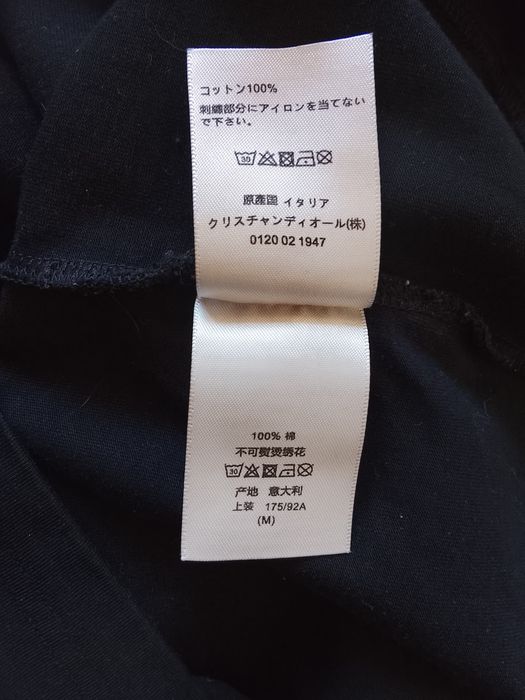 コットン100%
刺繍部分にアイロンを当てない
で下さい。
30
原産国 イタリア
クリスチャンディオール(株)
0120 02 1947
100% 棉
不可熨烫绣花
30
产地 意大利
上装 175/92A
(M)